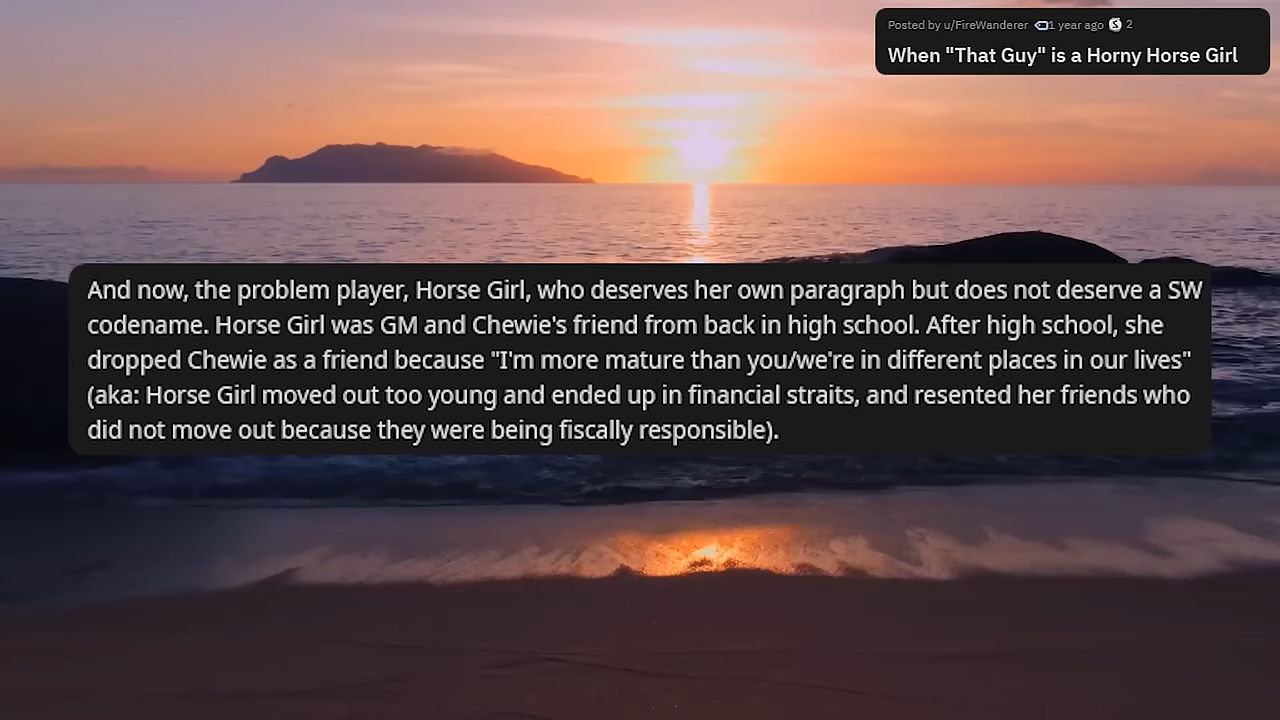 Posted by u/FireWanderer 1 year ago 2
When "That Guy" is a Horny Horse Girl
And now, the problem player, Horse Girl, who deserves her own paragraph but does not deserve a SW
codename. Horse Girl was GM and Chewie's friend from back in high school. After high school, she
dropped Chewie as a friend because "I'm more mature than you/we're in different places in our lives"
(aka: Horse Girl moved out too young and ended up in financial straits, and resented her friends who
did not move out because they were being fiscally responsible).